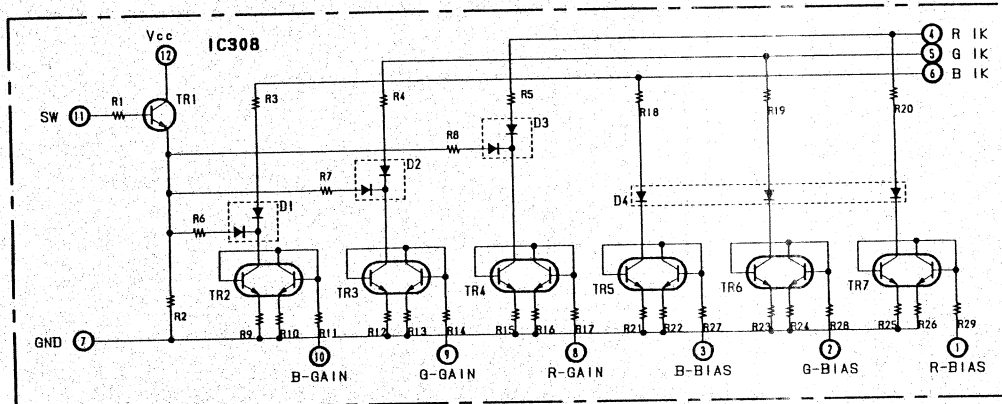 Vcc
IC308
12
4 R IK
5 G IK
6 B IK
R1
TR1
R3
R4
R5
SW 11
R18
R19
R20
R8
D3
R7
D2
R6
D1
D4
TR2
TR3
TR4
TR5
TR6
TR7
R2
R9
R10
R11
R12
R13
R14
R15
R16
R17
R21
R22
R27
R23
R24
R28
R25
R26
R29
GND 7
10
9
8
3
2
1
B-GAIN
G-GAIN
R-GAIN
B-BIAS
G-BIAS
R-BIAS